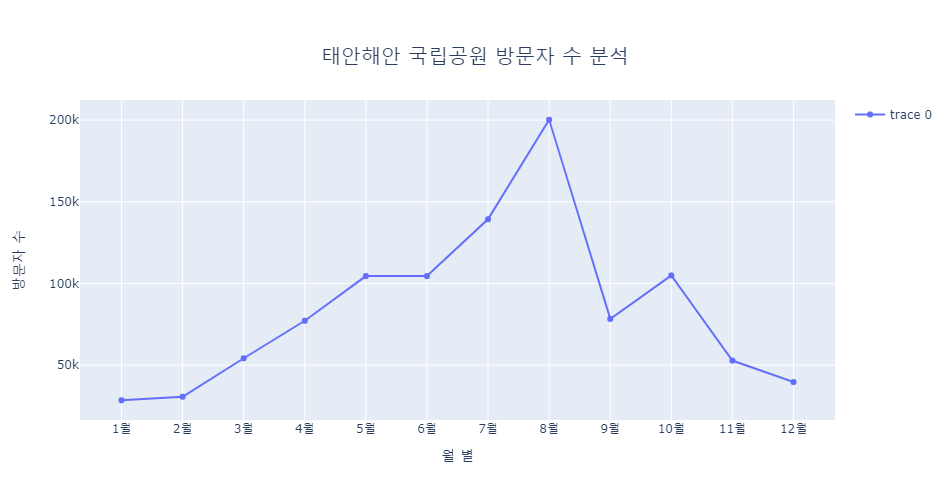 태안해안 국립공원 방문자 수 분석
trace 0
방문자 수
200k
150k
100k
50k
1월 2월 3월 4월 5월 6월 7월 8월 9월 10월 11월 12월
월 별